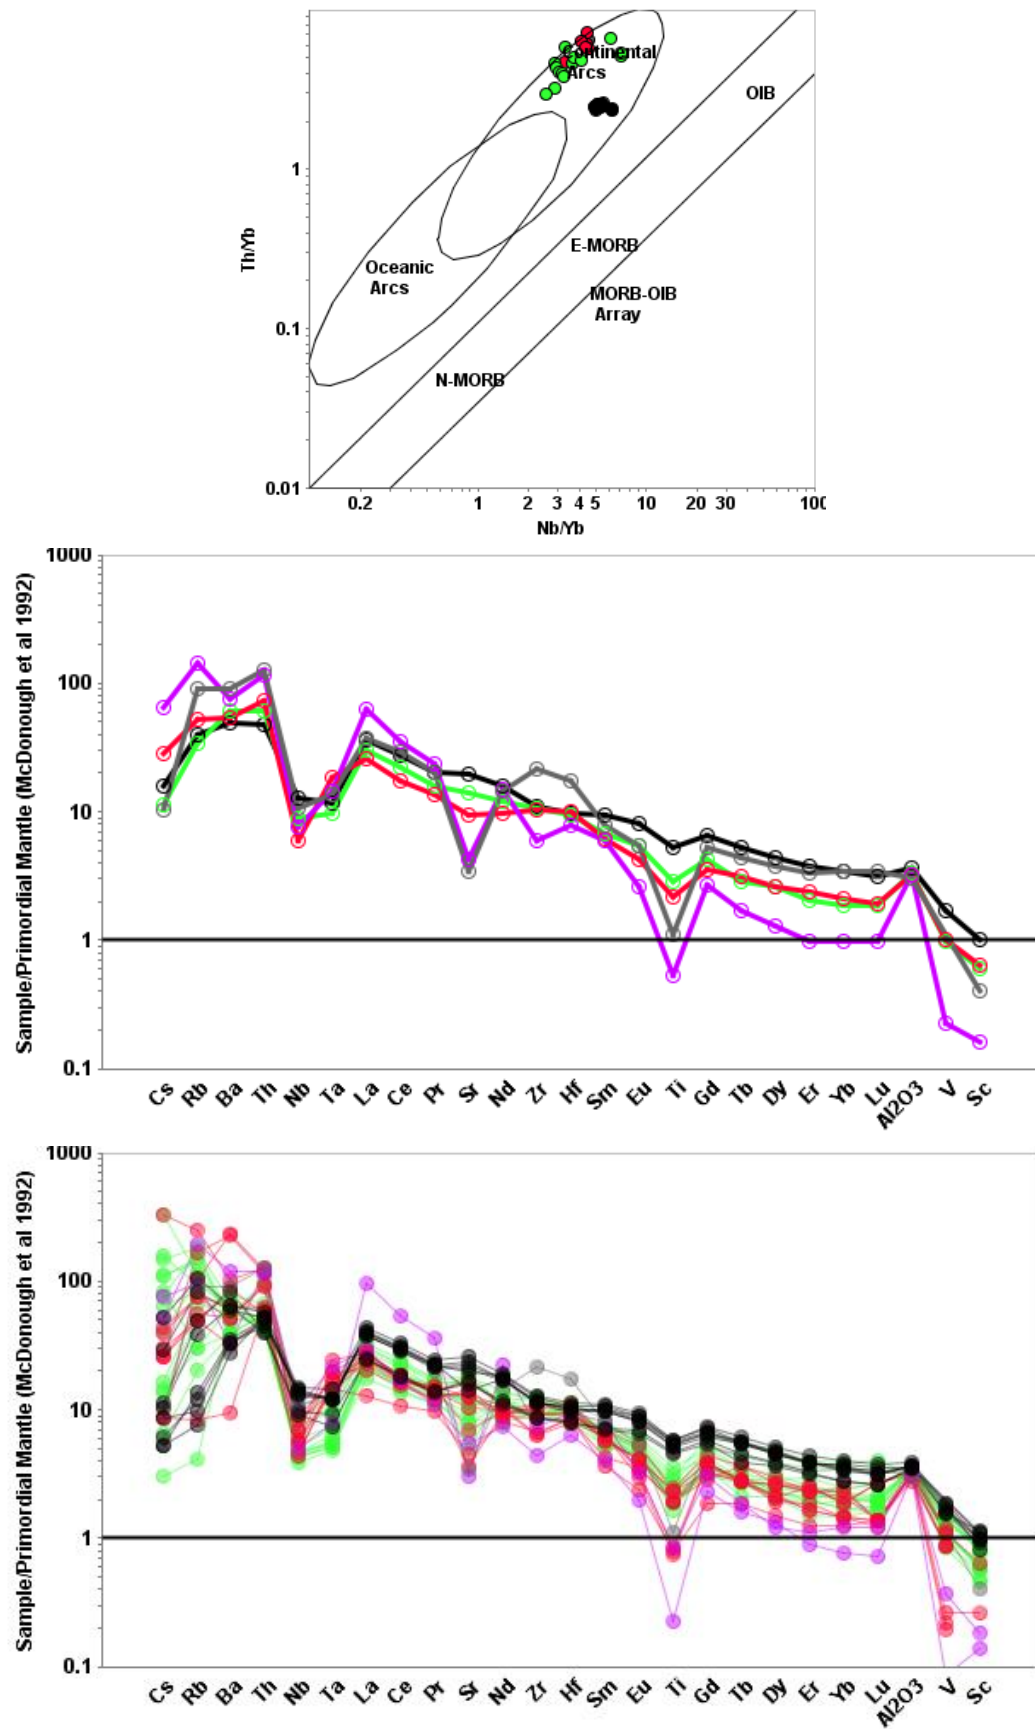 Continental
Arcs
OIB
1
Th/Yb
E-MORB
Oceanic
Arcs
MORB-OIB
Array
0.1
N-MORB
0.01
0.2 1 2 3 4 5 10 20 30 100
Nb/Yb
1000
Sample/Primordial Mantle (McDonough et al 1992)
100
10
1
0.1
Cs Rb Ba Th Nb Ta La Ce Pr Sr Nd Zr Hf Sm Eu Ti Gd Tb Dy Er Yb Lu Al2O3 V Sc
1000
Sample/Primordial Mantle (McDonough et al 1992)
100
10
1
0.1
Cs Rb Ba Th Nb Ta La Ce Pr Sr Nd Zr Hf Sm Eu Ti Gd Tb Dy Er Yb Lu Al2O3 V Sc